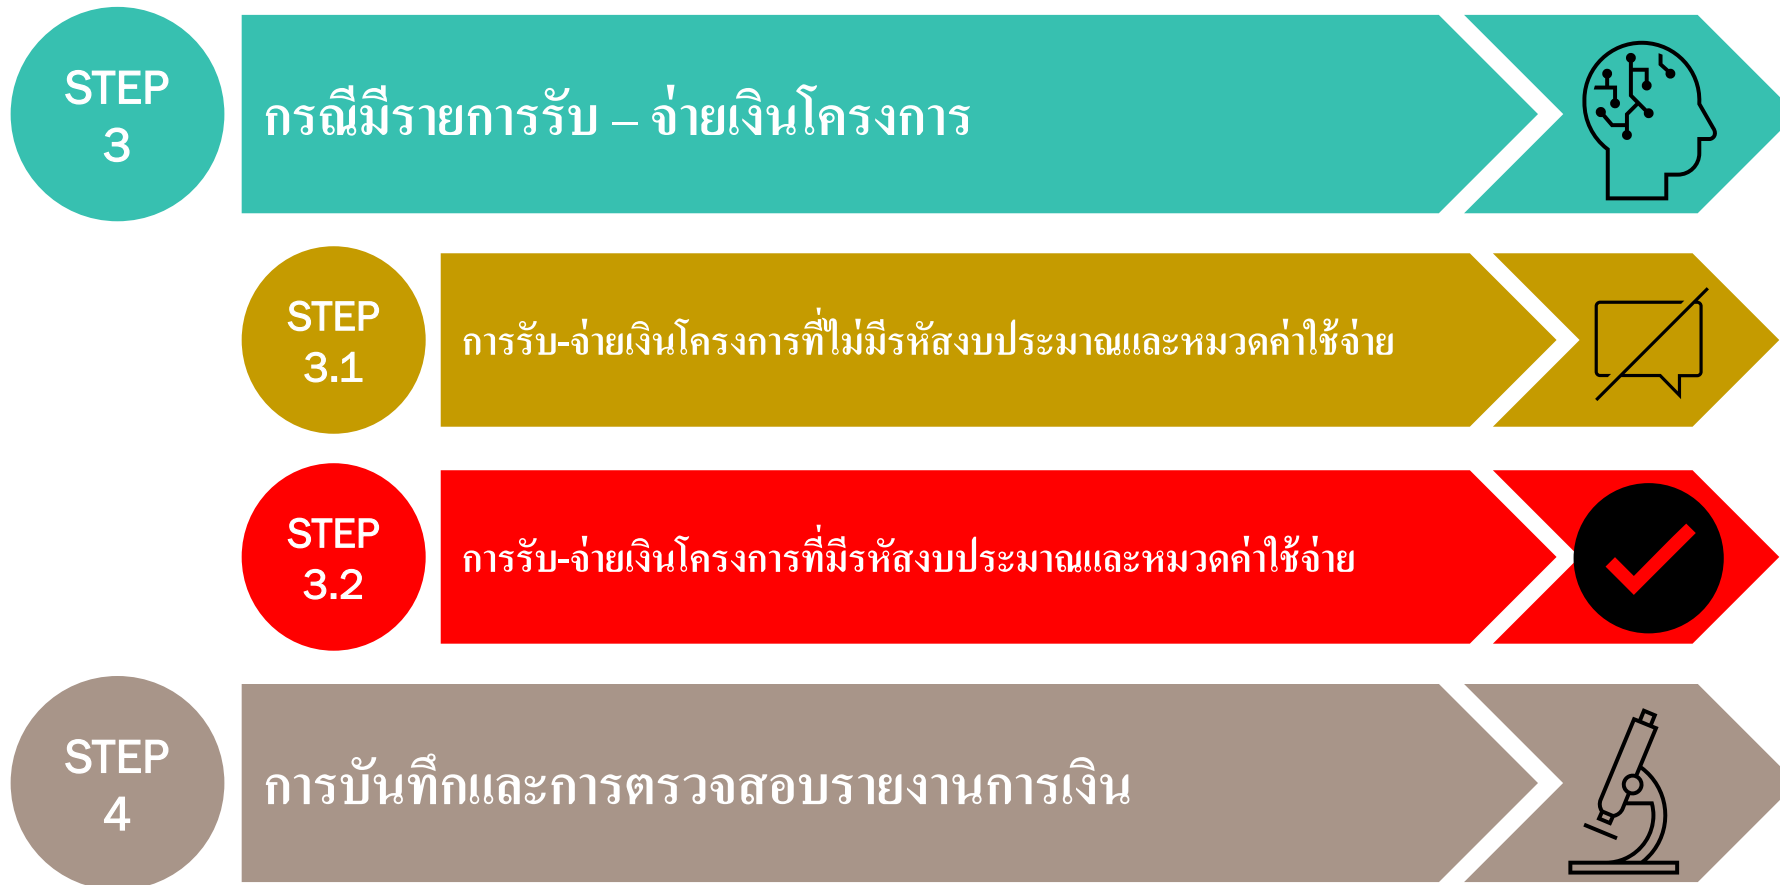 STEP
3
กรณีมีรายการรับ – จ่ายเงินโครงการ
STEP
3.1
การรับ-จ่ายเงินโครงการที่ไม่มีรหัสงบประมาณและหมวดค่าใช้จ่าย
STEP
3.2
การรับ-จ่ายเงินโครงการที่มีรหัสงบประมาณและหมวดค่าใช้จ่าย
STEP
4
การบันทึกและการตรวจสอบรายงานการเงิน